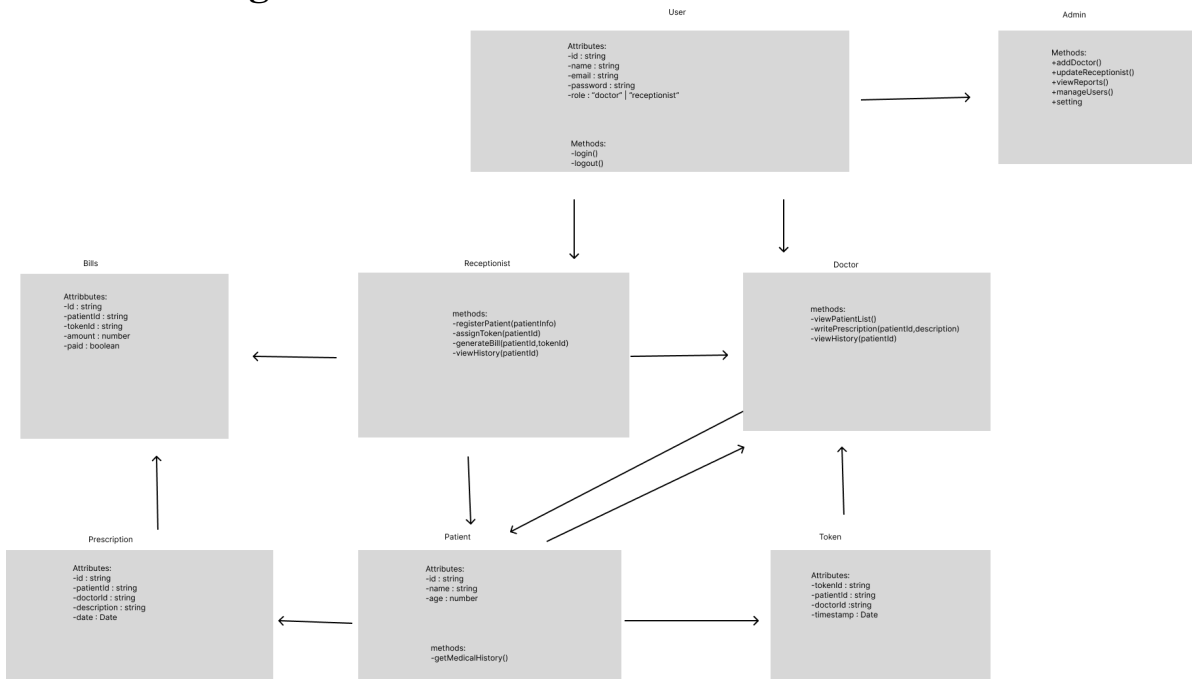 User
Attributes:
-id : string
-name : string
-email : string
-password : string
-role : "doctor" | "receptionist"
Methods:
-login()
-logout()
Admin
Methods:
+addDoctor()
+updateReceptionist()
+viewReports()
+manageUsers()
+setting
Bills
Attribbutes:
-Id : string
-patientId : string
-tokenId : string
-amount : number
-paid : boolean
Receptionist
methods:
-registerPatient(patientInfo)
-assignToken(patientId)
-generateBill(patientId,tokenId)
-viewHistory(patientId)
Doctor
methods:
-viewPatientList()
-writePrescription(patientId,description)
-viewHistory(patientId)
Prescription
Attributes:
-id : string
-patientId : string
-doctorId : string
-description : string
-date : Date
Patient
Attributes:
-id : string
-name : string
-age : number
methods:
-getMedicalHistory()
Token
Attributes:
-tokenId : string
-patientId : string
-doctorId :string
-timestamp : Date